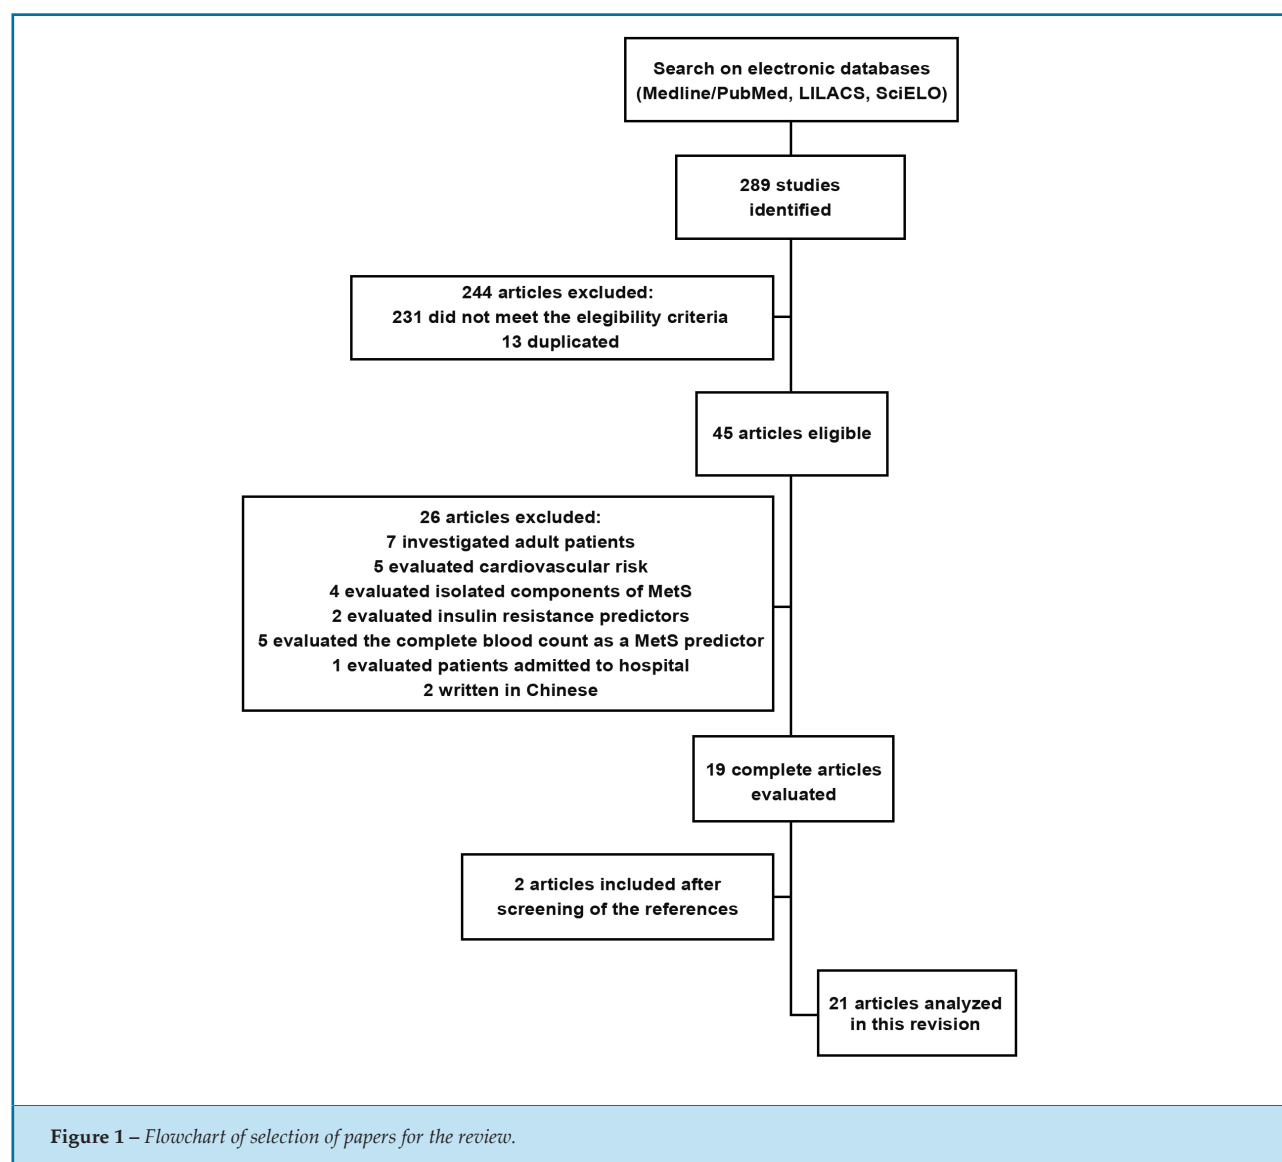 Search on electronic databases
(Medline/PubMed, LILACS, SciELO)
289 studies
identified
244 articles excluded:
231 did not meet the elegibility criteria
13 duplicated
45 articles eligible
26 articles excluded:
7 investigated adult patients
5 evaluated cardiovascular risk
4 evaluated isolated components of MetS
2 evaluated insulin resistance predictors
5 evaluated the complete blood count as a MetS predictor
1 evaluated patients admitted to hospital
2 written in Chinese
19 complete articles
evaluated
2 articles included after
screening of the references
21 articles analyzed
in this revision
Figure 1 – Flowchart of selection of papers for the review.